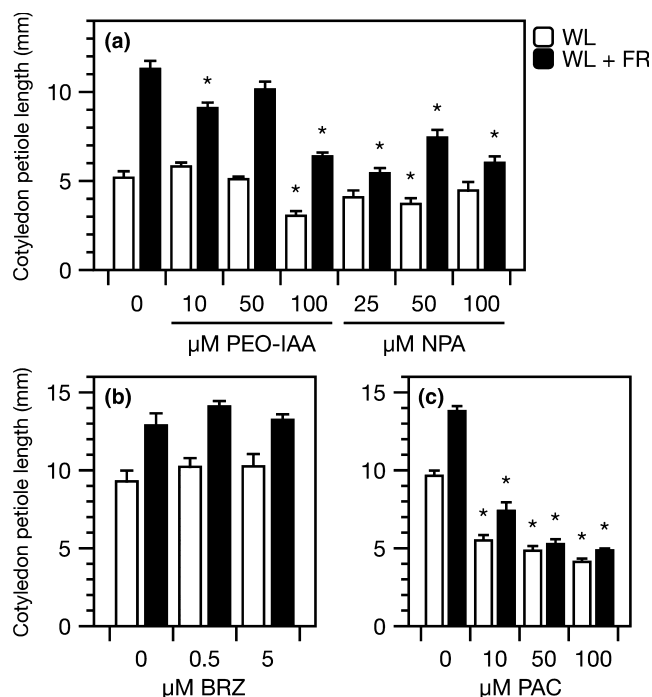 (a)
WL
WL + FR
Cotyledon petiole length (mm)
10
5
0
*
*
*
*
*
*
*
0 10 50 100 25 50 100
µM PEO-IAA µM NPA
(b)
Cotyledon petiole length (mm)
15
10
5
0
0 0.5 5
µM BRZ
(c)
15
10
5
0
*
*
*
*
*
*
0 10 50 100
µM PAC